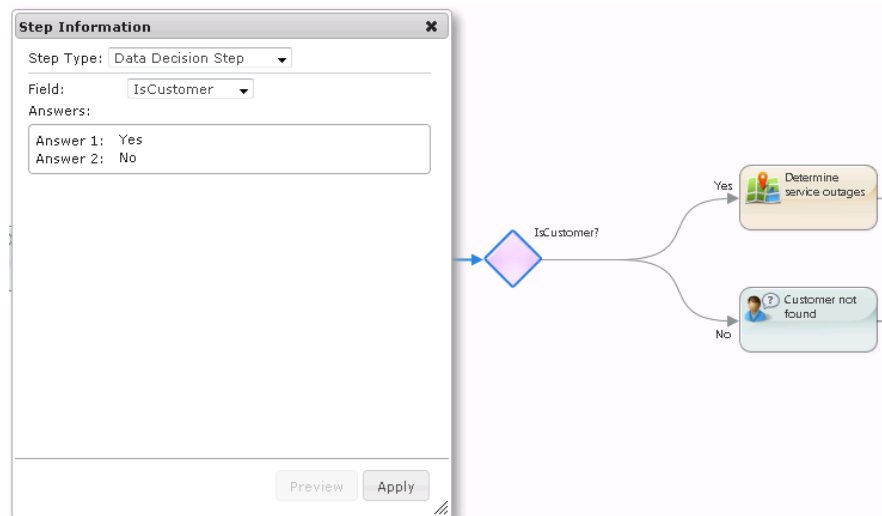 Step Information
Step Type: Data Decision Step
Field: IsCustomer
Answers:
Answer 1: Yes
Answer 2: No
Preview Apply
IsCustomer?
Yes
Determine
service outages
?
Customer not
found
No